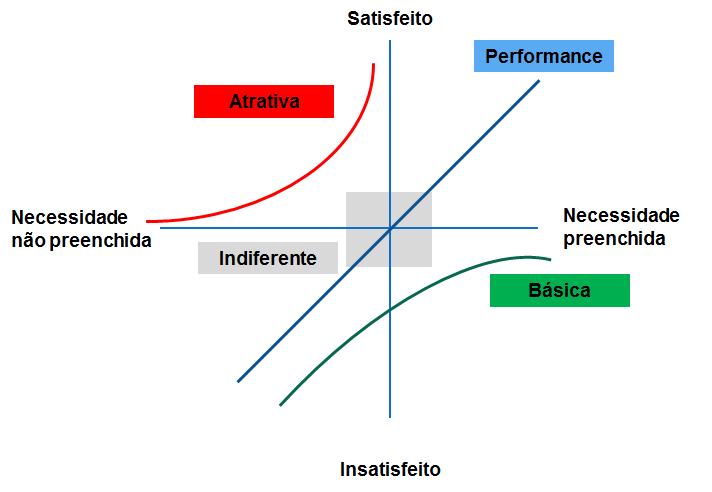 Satisfeito
Performance
Atrativa
Necessidade
não preenchida
Necessidade
preenchida
Indiferente
Básica
Insatisfeito